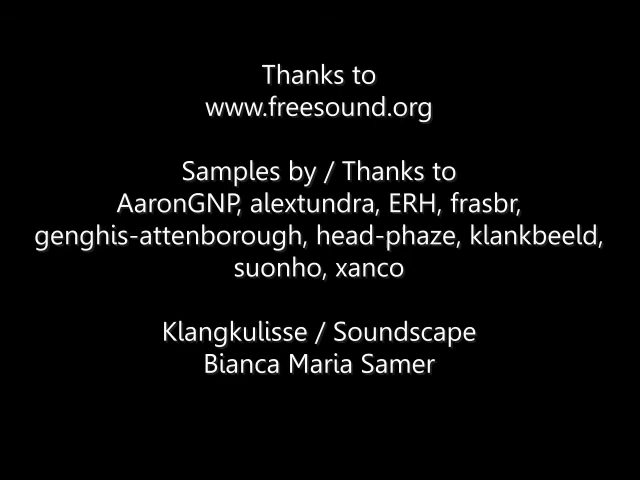 Thanks to
www.freesound.org
Samples by / Thanks to
AaronGNP, alextundra, ERH, frasbr,
genghis-attenborough, head-phaze, klankbeeld,
suonho, xanco
Klangkulisse / Soundscape
Bianca Maria Samer